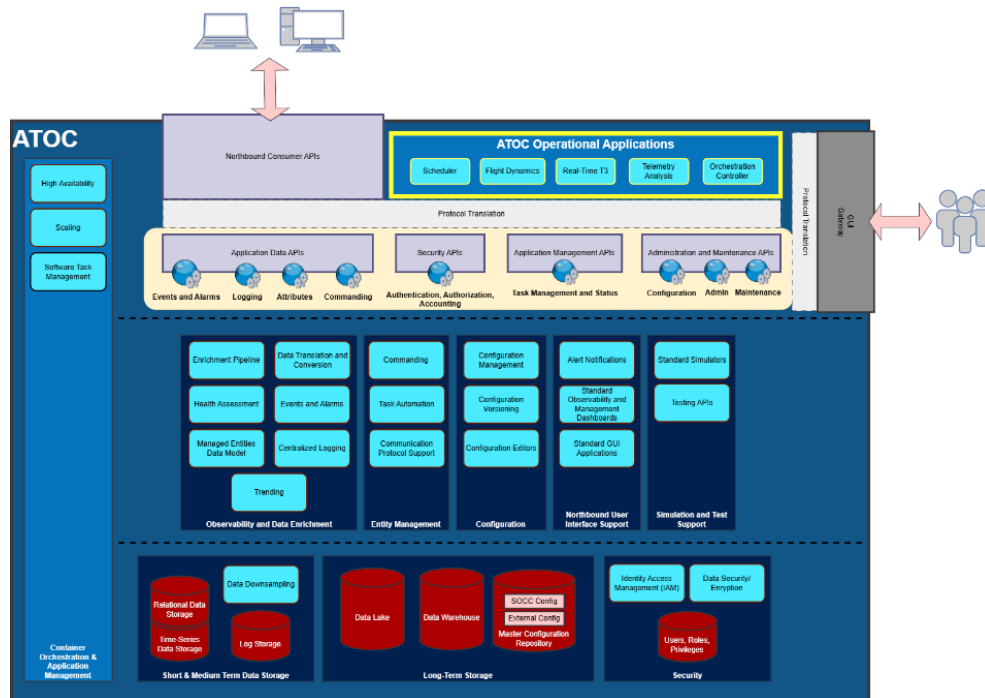 ATOC
Northbound Consumer APIs
ATOC Operational Applications
Scheduler
Flight Dynamics
Real-Time T3
Telemetry
Analysis
Orchestration
Controller
High Availability
Scaling
Software Task
Management
Protocol Translation
Protocol Translation
GUI
Gateway
Application Data APIs
Security APIs
Application Management APIs
Administration and Maintenance APIs
Events and Alarms
Logging
Attributes
Commanding
Authentication, Authorization,
Accounting
Task Management and Status
Configuration
Admin
Maintenance
Enrichment Pipeline
Data Translation and
Conversion
Health Assessment
Events and Alarms
Managed Entities
Data Model
Centralized Logging
Trending
Observability and Data Enrichment
Commanding
Task Automation
Communication
Protocol Support
Entity Management
Configuration
Management
Configuration
Versioning
Configuration Editors
Configuration
Alert Notifications
Standard
Observability and
Management
Dashboards
Standard GUI
Applications
Northbound User
Interface Support
Standard Simulators
Testing APIs
Simulation and Test
Support
Relational Data
Storage
Time-Series
Data Storage
Data Downsampling
Log Storage
Short & Medium Term Data Storage
Data Lake
Data Warehouse
SOCC Config
External Config
Master Configuration
Repository
Long-Term Storage
Identity Access
Management (IAM)
Data Security/
Enryption
Users, Roles,
Privileges
Security
Container
Orchestration &
Application
Management